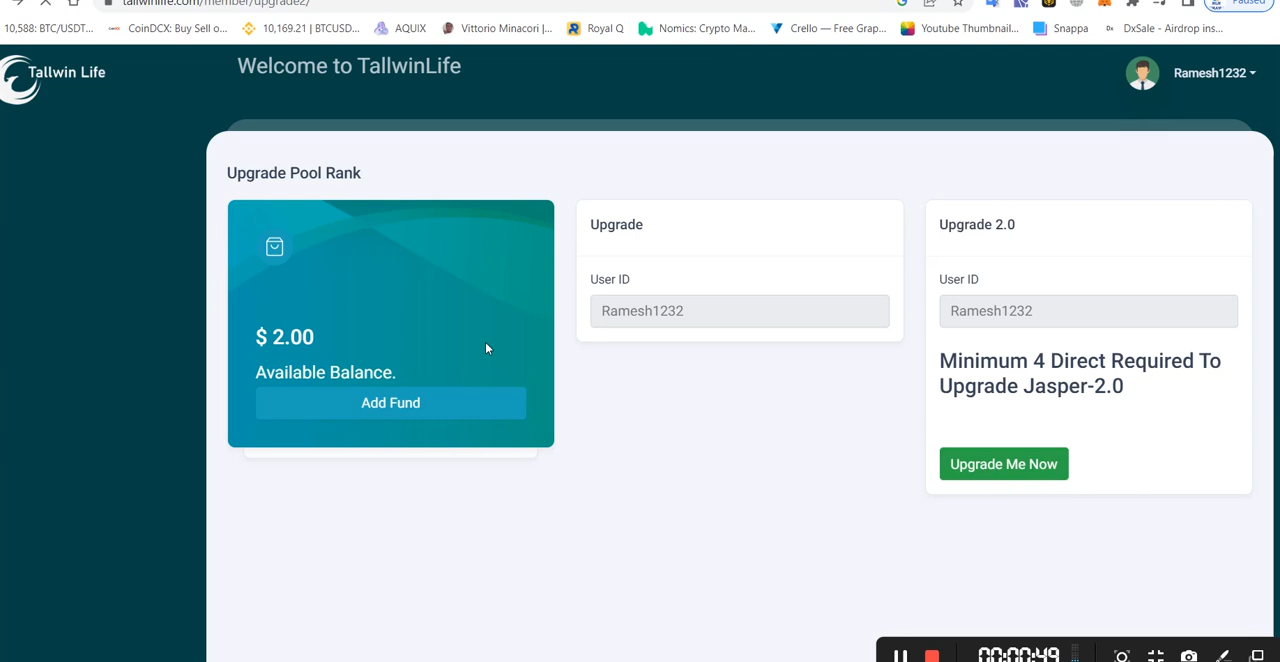 tallwinlife.com/member/upgrade2/
Paused
10,588: BTC/USDT...
CoinDCX: Buy Sell o...
10,169.21 | BTCUSD...
AQUIX
Vittorio Minacori |...
Royal Q
Nomics: Crypto Ma...
Crello — Free Grap...
Youtube Thumbnail...
Snappa
DxSale - Airdrop ins...
Tallwin Life
Welcome to TallwinLife
Ramesh1232
Upgrade Pool Rank
$ 2.00
Available Balance.
Add Fund
Upgrade
User ID
Ramesh1232
Upgrade 2.0
User ID
Ramesh1232
Minimum 4 Direct Required To
Upgrade Jasper-2.0
Upgrade Me Now
00:00:49